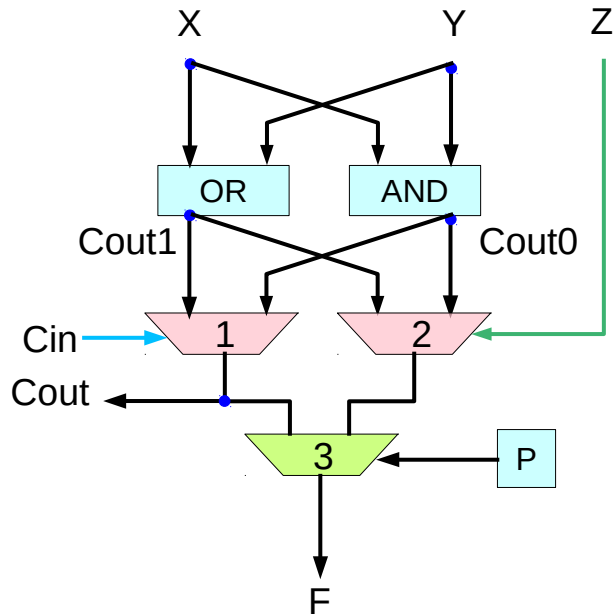 X Y Z
OR AND
Cout1 Cout0
Cin 1 2
Cout
3 P
F